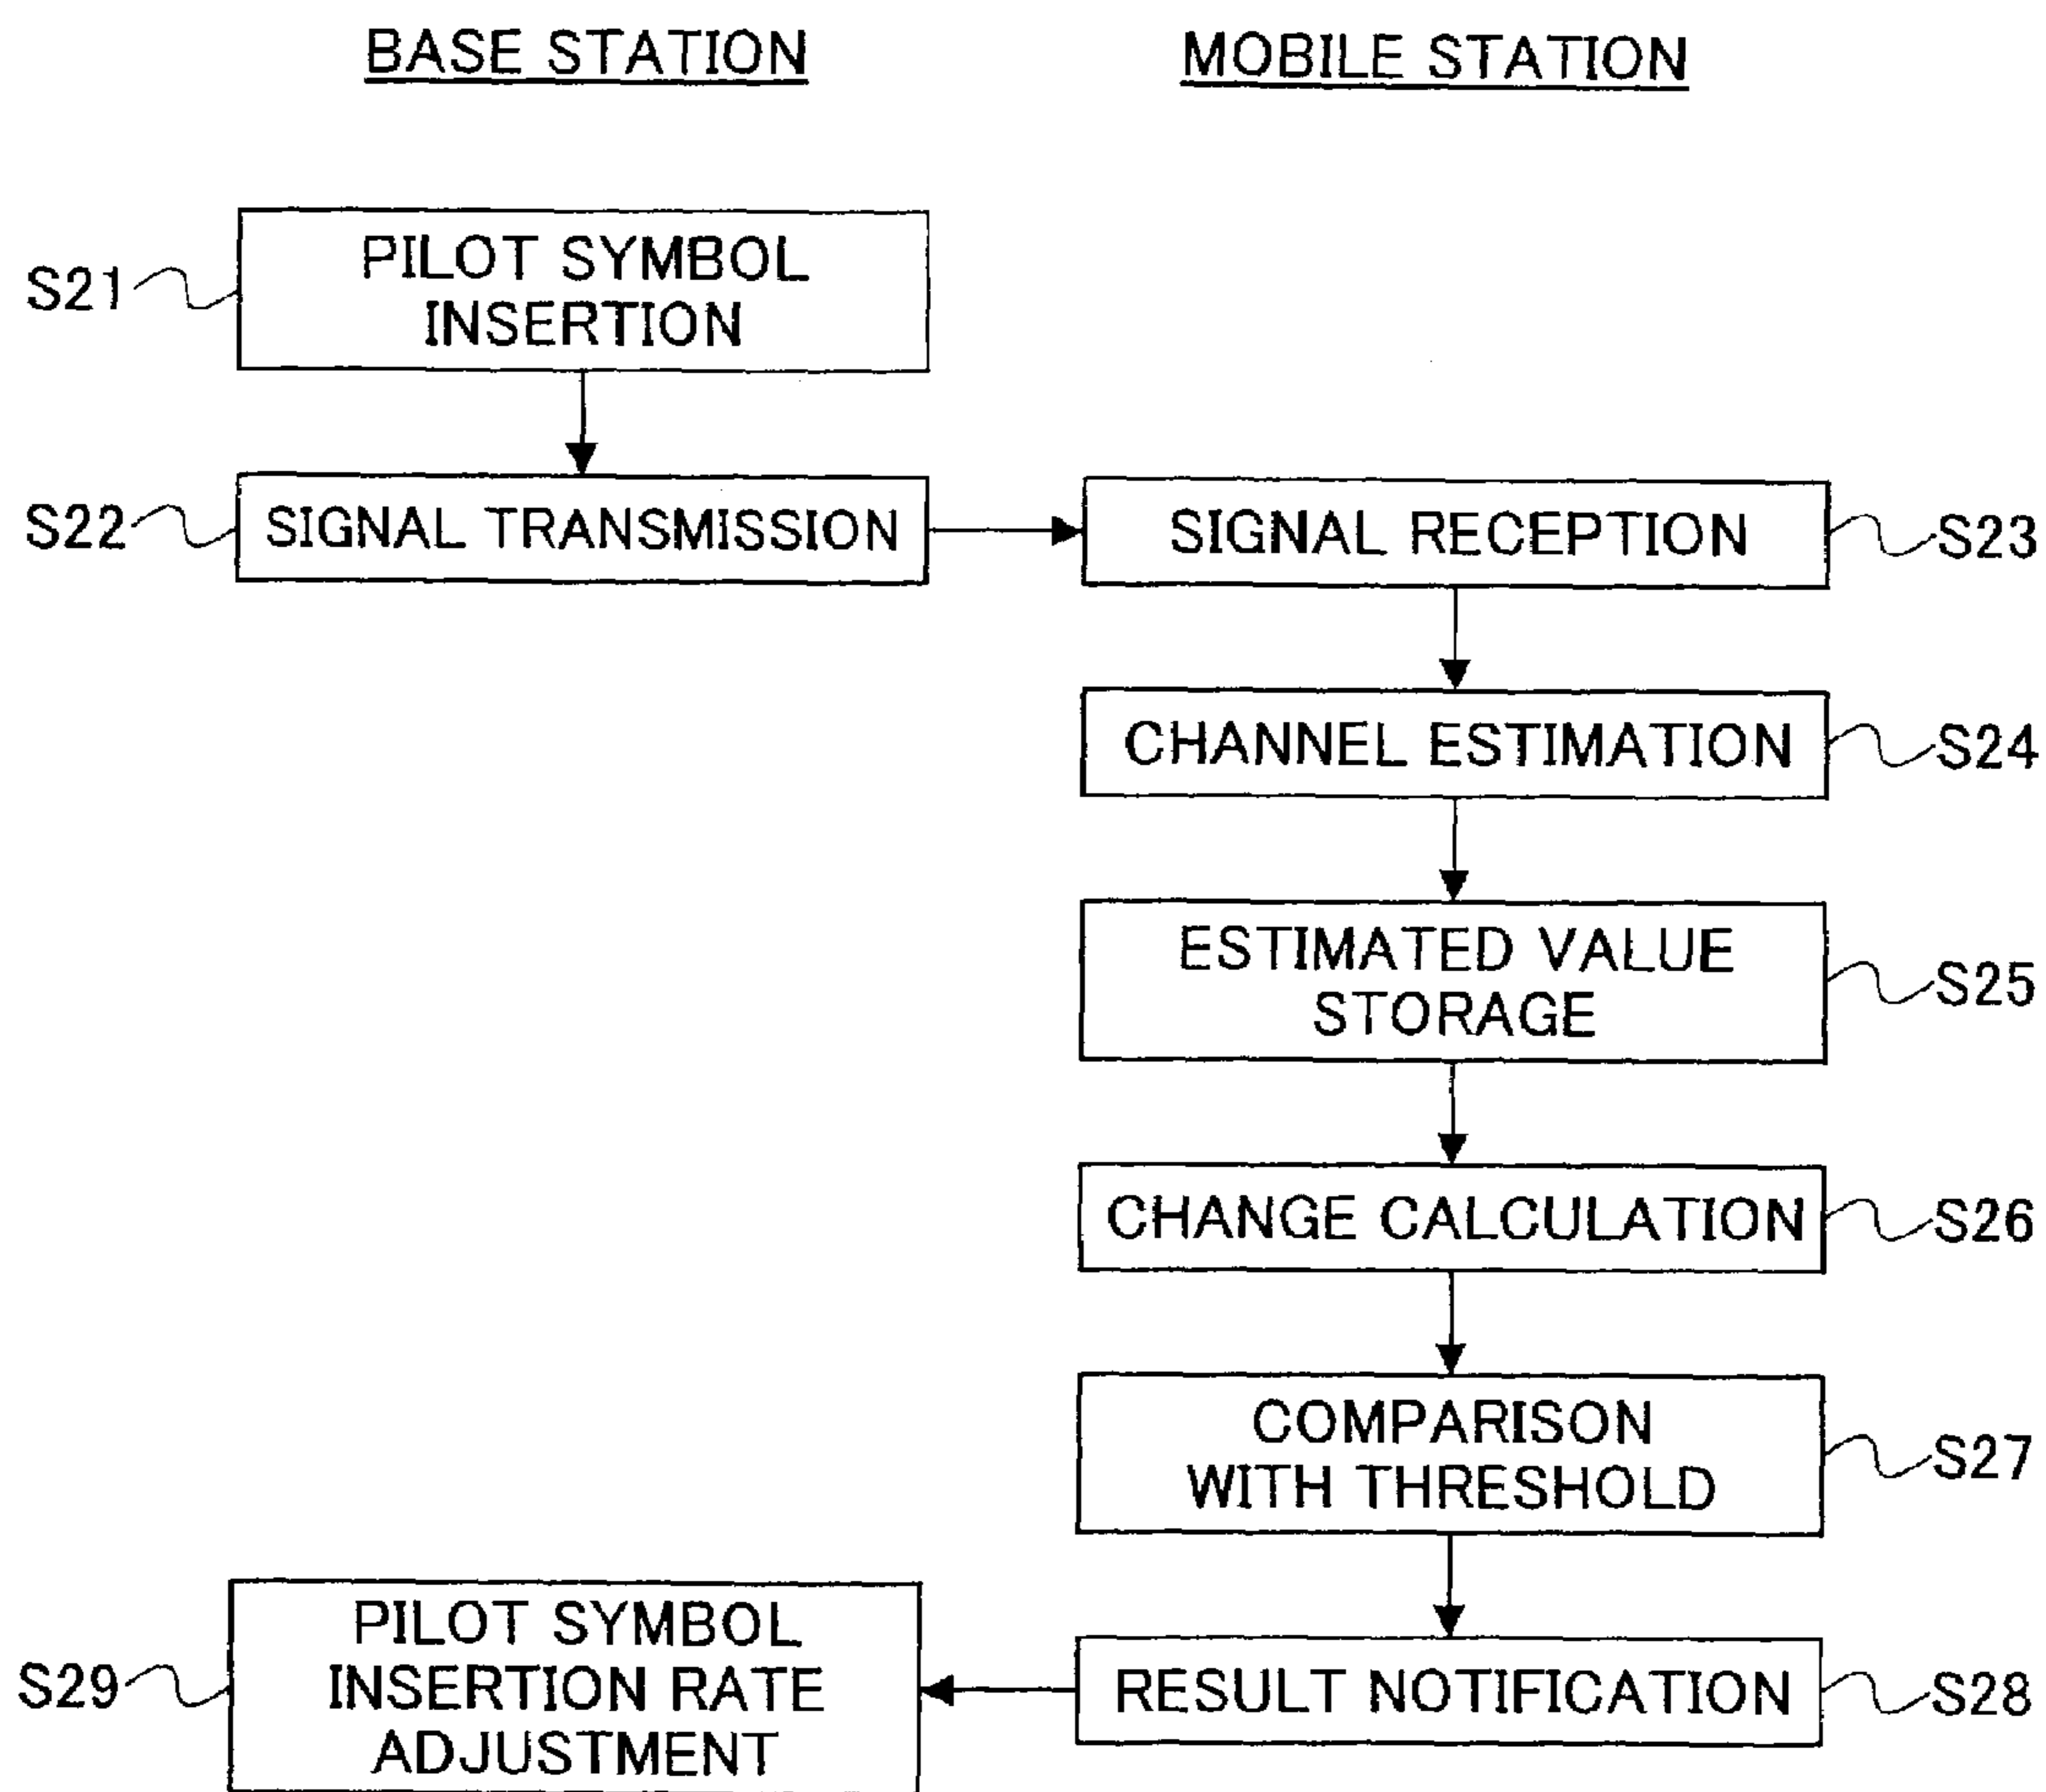 BASE STATION
MOBILE STATION
S21
PILOT SYMBOL
INSERTION
S22
SIGNAL TRANSMISSION
SIGNAL RECEPTION
S23
CHANNEL ESTIMATION
S24
ESTIMATED VALUE
STORAGE
S25
CHANGE CALCULATION
S26
COMPARISON
WITH THRESHOLD
S27
RESULT NOTIFICATION
S28
S29
PILOT SYMBOL
INSERTION RATE
ADJUSTMENT